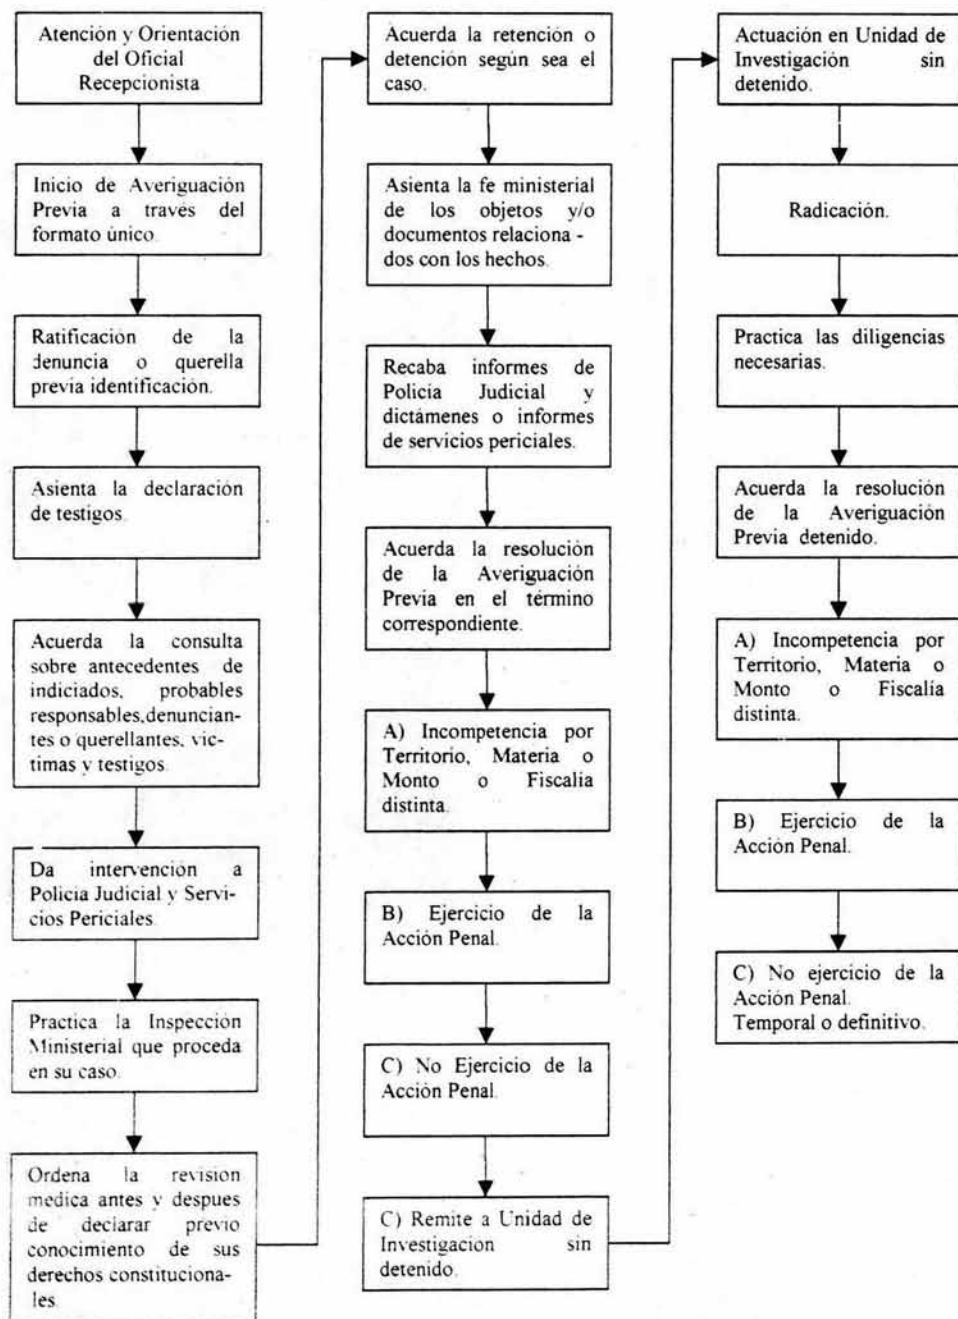 Atención y Orientación
del Oficial
Recepcionista
Inicio de Averiguación
Previa a través del
formato único.
Ratificación de la
denuncia o querella
previa identificación.
Asienta la declaración
de testigos.
Acuerda la consulta
sobre antecedentes de
indiciados, probables
responsables,denuncian-
tes o querellantes, víc-
timas y testigos.
Da intervención a
Policía Judicial y Servi-
cios Periciales.
Practica la Inspección
Ministerial que proceda
en su caso.
Ordena la revision
medica antes y despues
de declarar previo
conocimiento de sus
derechos constituciona-
les.
Acuerda la retención o
detención según sea el
caso.
Asienta la fe ministerial
de los objetos y/o
documentos relaciona -
dos con los hechos.
Recaba informes de
Policía Judicial y
dictámenes o informes
de servicios periciales.
Acuerda la resolución
de la Averiguación
Previa en el término
correspondiente.
A) Incompetencia por
Territorio, Materia o
Monto o Fiscalía
distinta.
B) Ejercicio de la
Acción Penal.
C) No Ejercicio de la
Acción Penal.
C) Remite a Unidad de
Investigacion sin
detenido.
Actuación en Unidad de
Investigación sin
detenido.
Radicación.
Practica las diligencias
necesarias.
Acuerda la resolución
de la Averiguación
Previa detenido.
A) Incompetencia por
Territorio, Materia o
Monto o Fiscalía
distinta.
B) Ejercicio de la
Acción Penal.
C) No ejercicio de la
Acción Penal.
Temporal o definitivo.